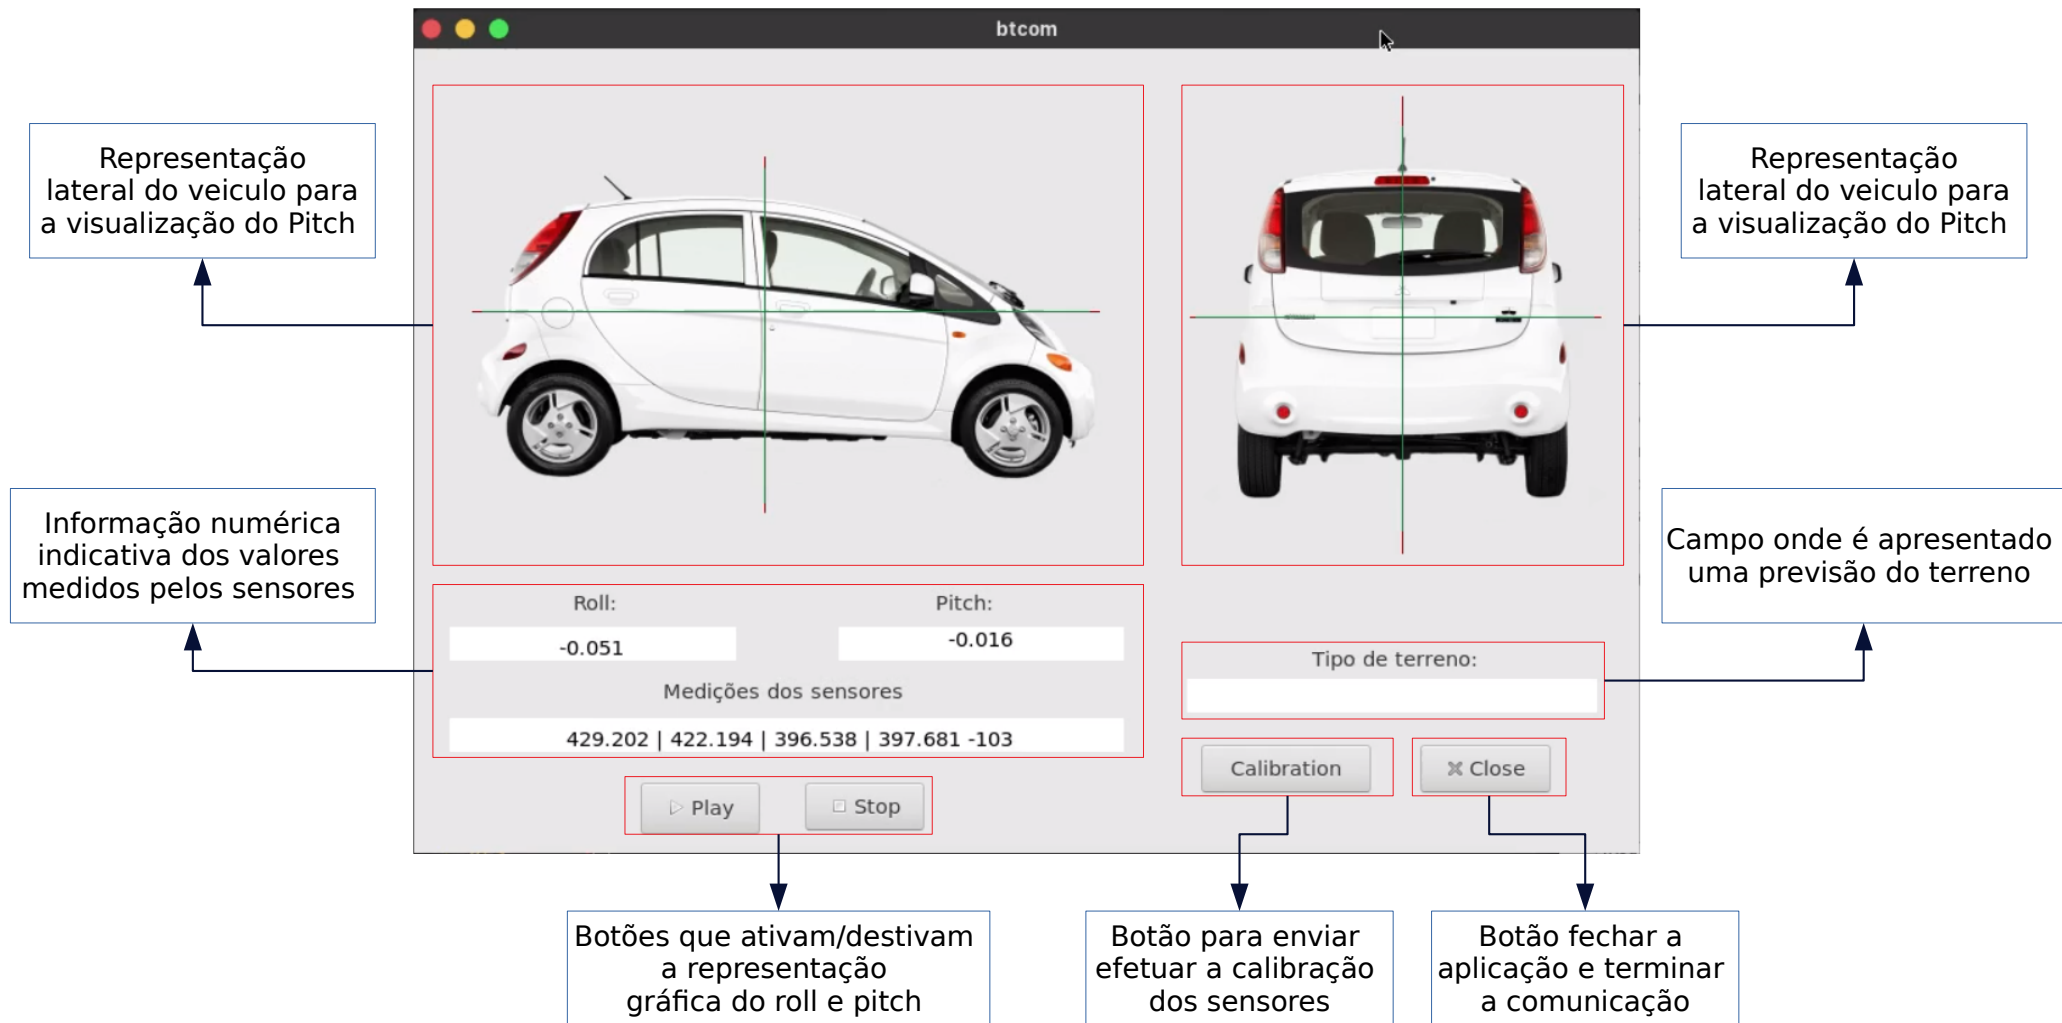 btcom
Representação
lateral do veiculo para
a visualização do Pitch
Representação
lateral do veiculo para
a visualização do Pitch
Informação numérica
indicativa dos valores
medidos pelos sensores
Campo onde é apresentado
uma previsão do terreno
Roll:
Pitch:
-0.051
-0.016
Medições dos sensores
429.202 | 422.194 | 396.538 | 397.681 -103
Tipo de terreno:
Calibration
Close
Play
Stop
Botões que ativam/destivam
a representação
gráfica do roll e pitch
Botão para enviar
efetuar a calibração
dos sensores
Botão fechar a
aplicação e terminar
a comunicação